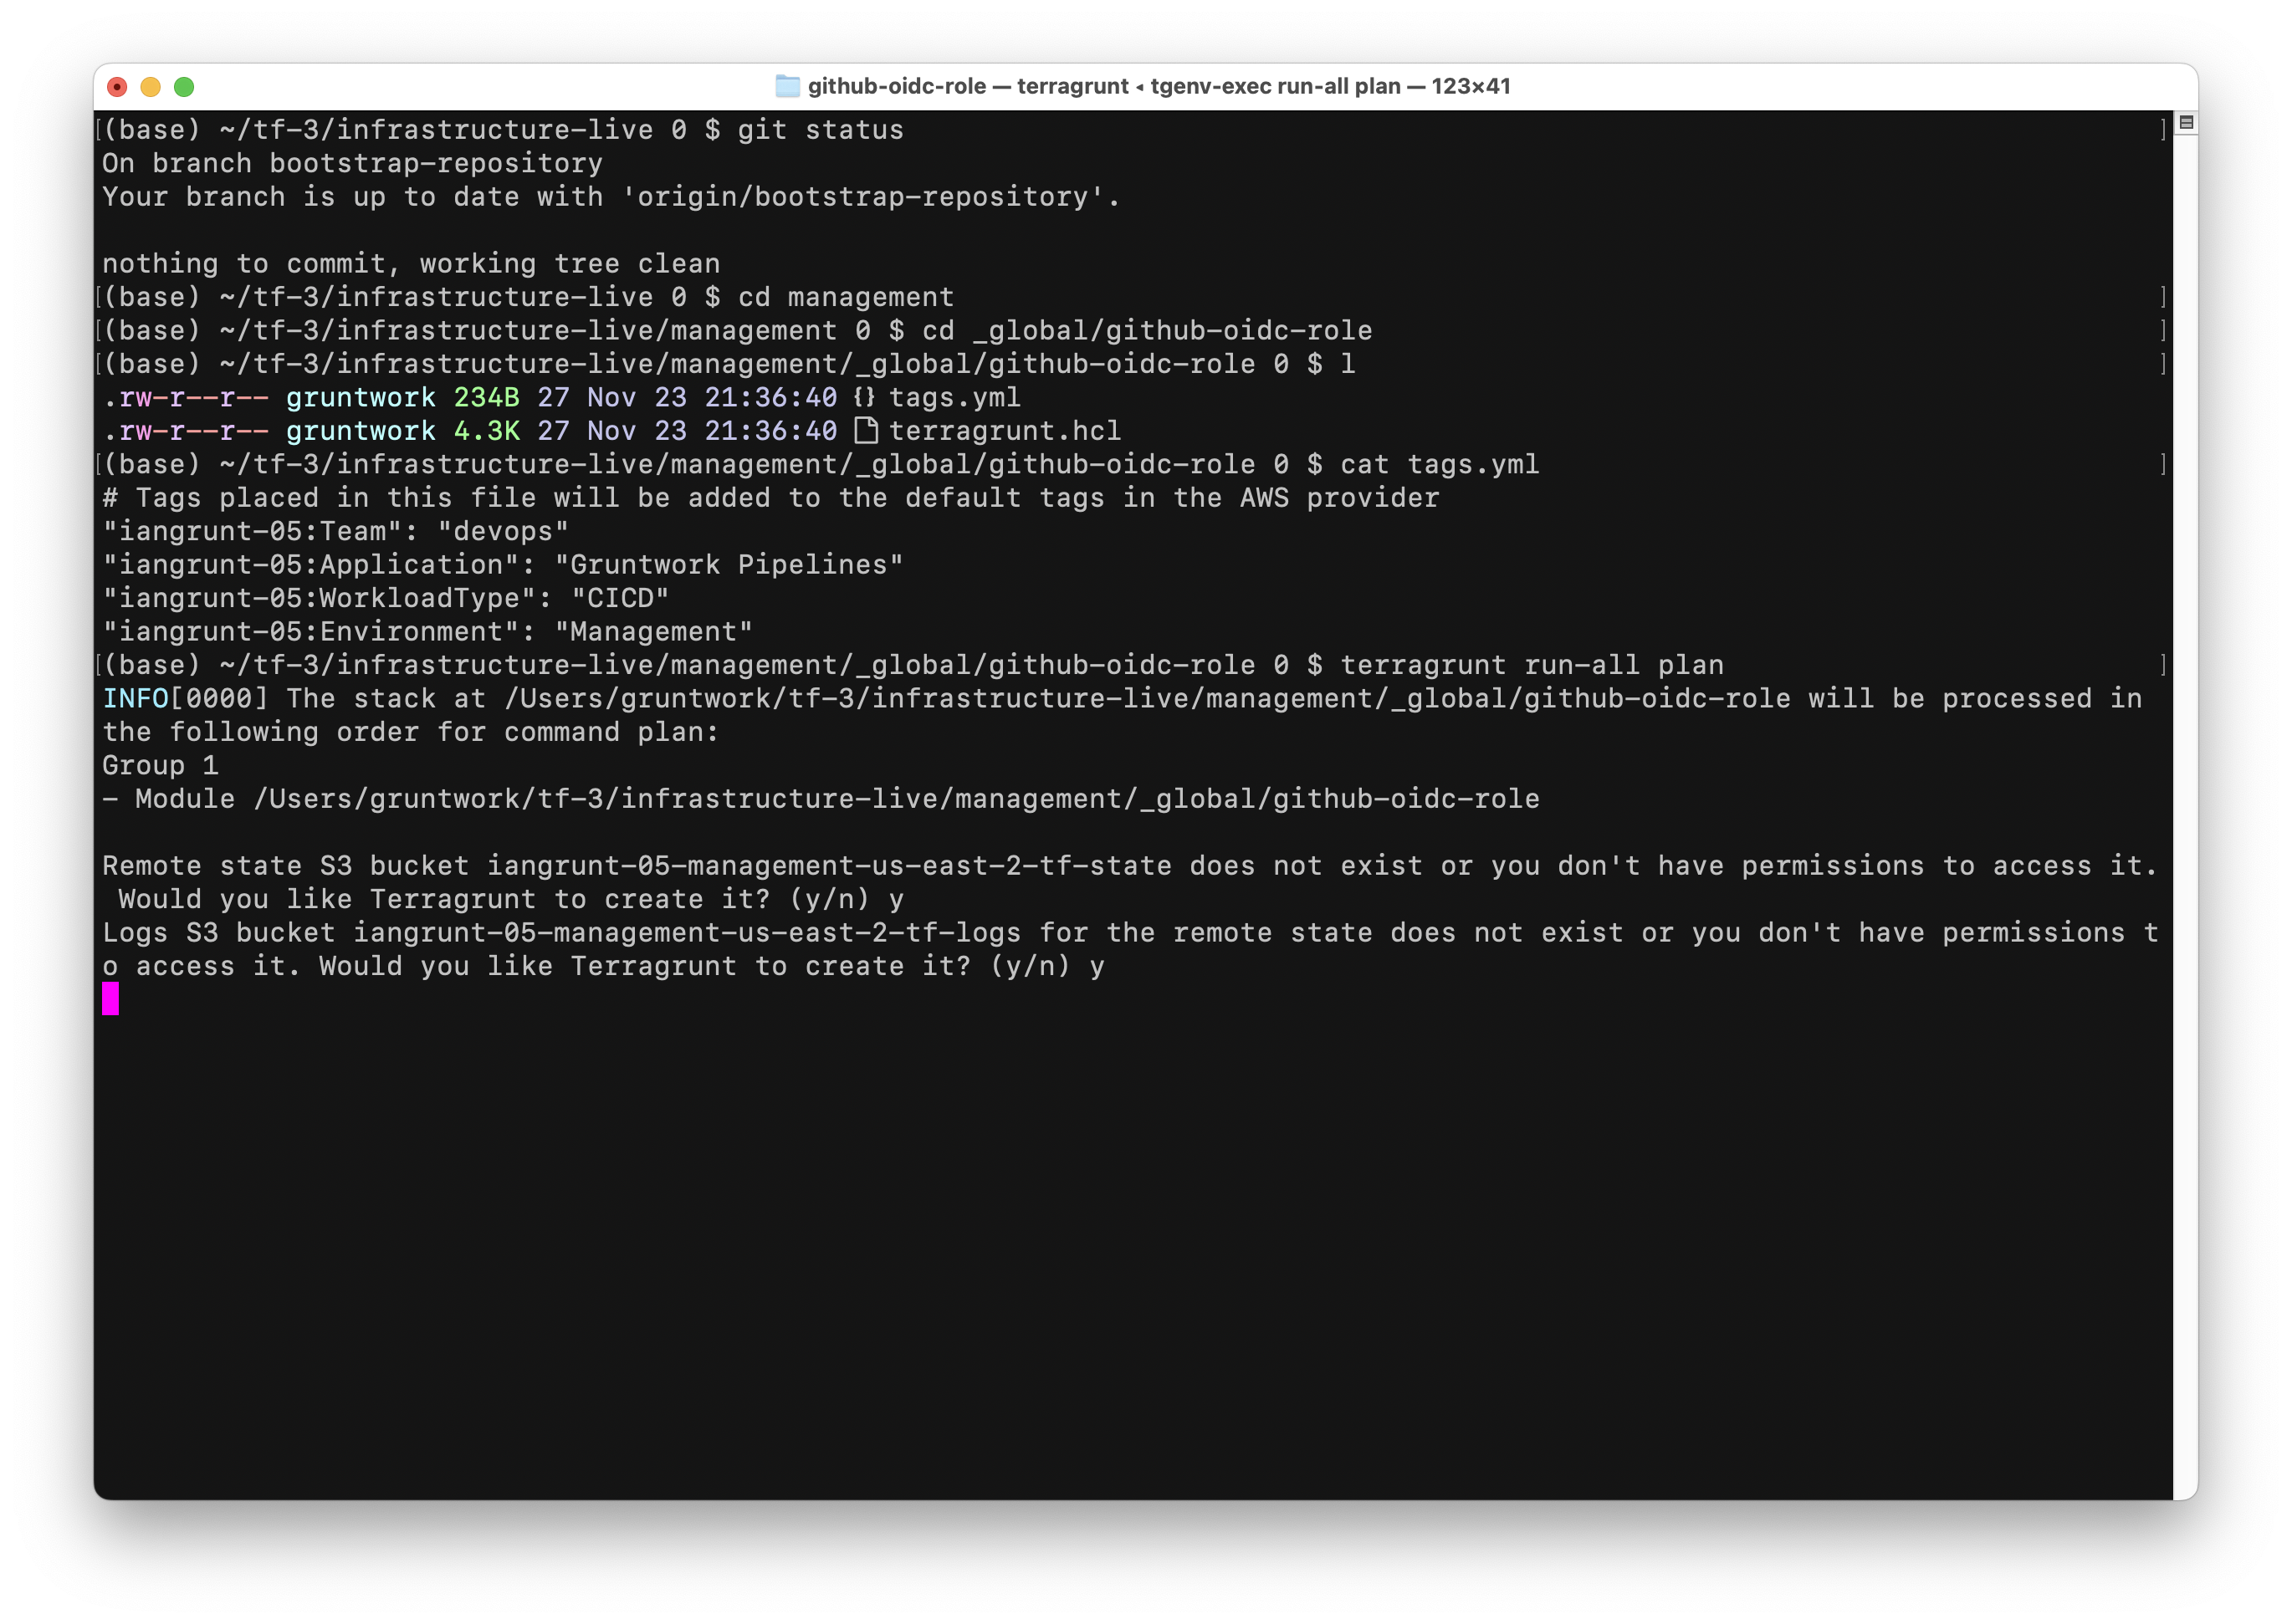 github-oidc-role — terragrunt ◂ tgenv-exec run-all plan — 123×41
[(base) ~/tf-3/infrastructure-live 0 $ git status ]
On branch bootstrap-repository
Your branch is up to date with 'origin/bootstrap-repository'.
nothing to commit, working tree clean
[(base) ~/tf-3/infrastructure-live 0 $ cd management ]
[(base) ~/tf-3/infrastructure-live/management 0 $ cd _global/github-oidc-role ]
[(base) ~/tf-3/infrastructure-live/management/_global/github-oidc-role 0 $ l ]
.rw-r--r-- gruntwork 234B 27 Nov 23 21:36:40 {} tags.yml
.rw-r--r-- gruntwork 4.3K 27 Nov 23 21:36:40 terragrunt.hcl
[(base) ~/tf-3/infrastructure-live/management/_global/github-oidc-role 0 $ cat tags.yml ]
# Tags placed in this file will be added to the default tags in the AWS provider
"iangrunt-05:Team": "devops"
"iangrunt-05:Application": "Gruntwork Pipelines"
"iangrunt-05:WorkloadType": "CICD"
"iangrunt-05:Environment": "Management"
[(base) ~/tf-3/infrastructure-live/management/_global/github-oidc-role 0 $ terragrunt run-all plan ]
INFO[0000] The stack at /Users/gruntwork/tf-3/infrastructure-live/management/_global/github-oidc-role will be processed in
the following order for command plan:
Group 1
- Module /Users/gruntwork/tf-3/infrastructure-live/management/_global/github-oidc-role
Remote state S3 bucket iangrunt-05-management-us-east-2-tf-state does not exist or you don't have permissions to access it.
Would you like Terragrunt to create it? (y/n) y
Logs S3 bucket iangrunt-05-management-us-east-2-tf-logs for the remote state does not exist or you don't have permissions t
o access it. Would you like Terragrunt to create it? (y/n) y